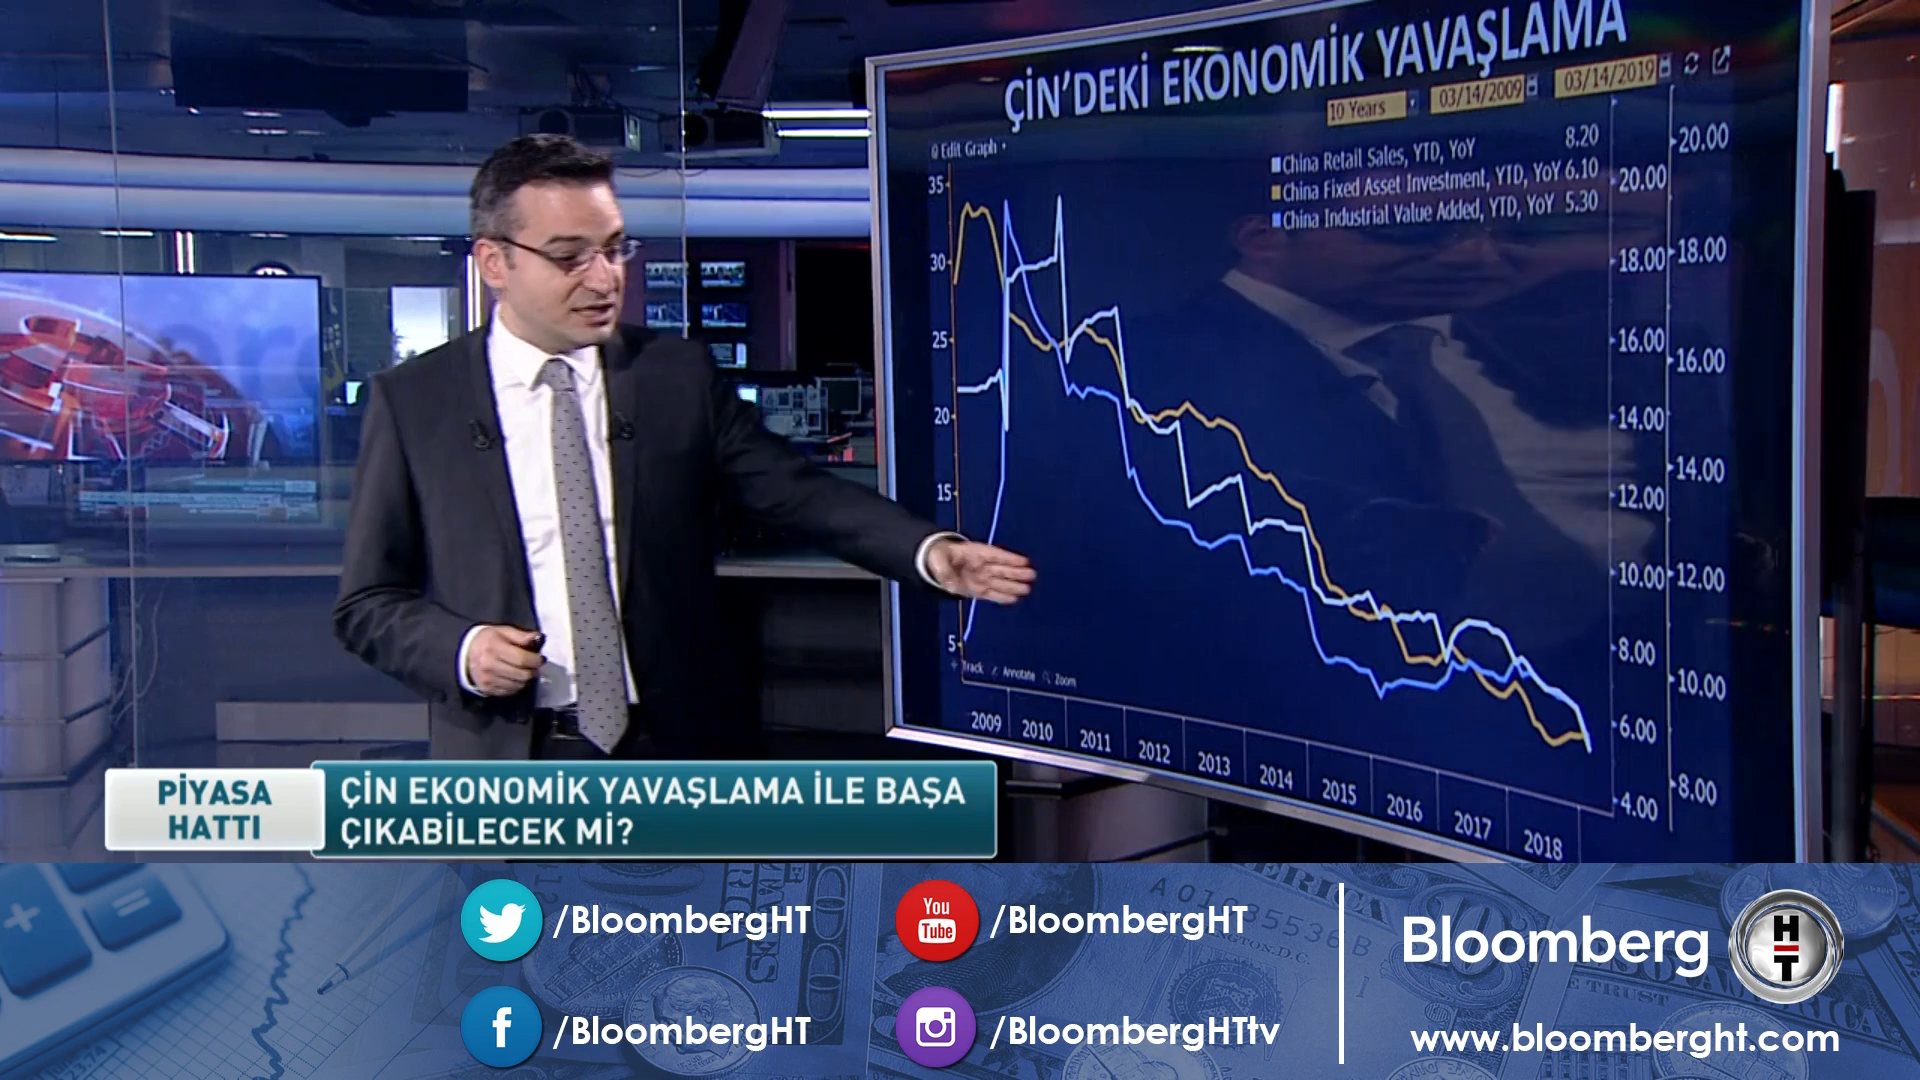 ÇİN'DEKİ EKONOMİK YAVAŞLAMA
10 Years 03/14/2009 03/14/2019
Edit Graph
China Retail Sales, YTD, YoY 8.20
China Fixed Asset Investment, YTD, YoY 6.10
China Industrial Value Added, YTD, YoY 5.30
35
30
25
20
15
5
20.00
18.00
16.00
14.00
12.00
10.00
8.00
6.00
4.00
20.00
18.00
16.00
14.00
12.00
10.00
8.00
Track Annotate Zoom
2009 2010 2011 2012 2013 2014 2015 2016 2017 2018
PİYASA
HATTI
ÇİN EKONOMİK YAVAŞLAMA İLE BAŞA
ÇIKABİLECEK Mİ?
/BloombergHT
You
Tube
/BloombergHT
f
/BloombergHT
/BloombergHTtv
Bloomberg
HT
www.bloomberght.com